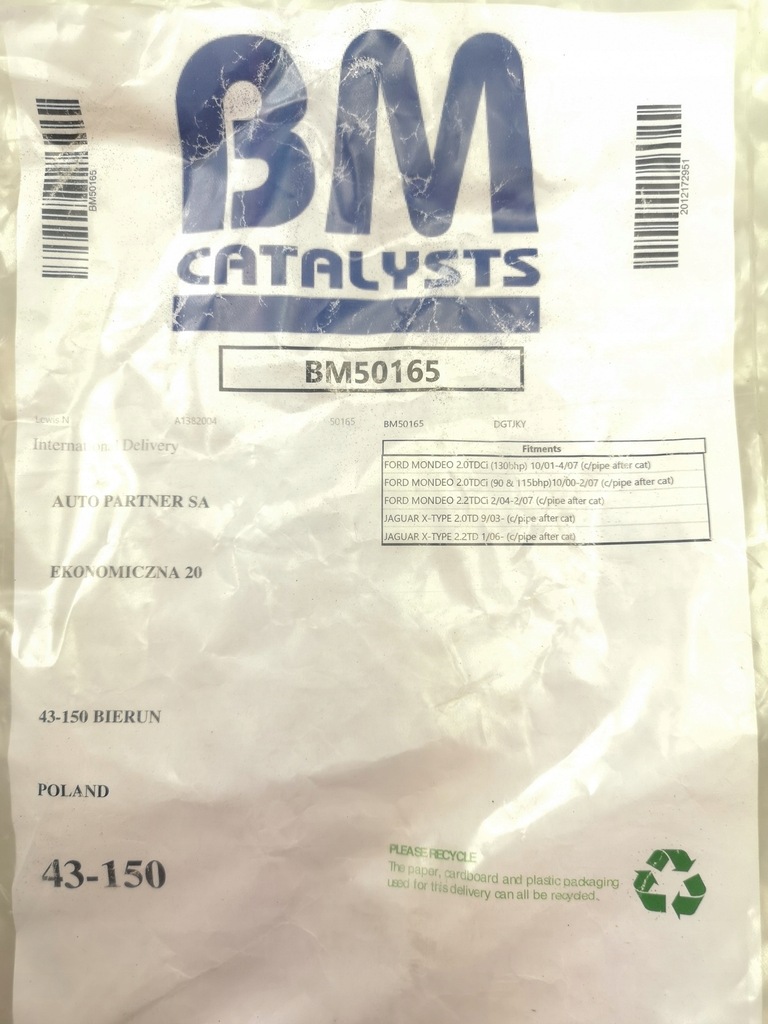 BM
CATALYSTS
BM50165
2012172951
BM50165
Lewis N A1382004 50165 BM50165 DGTJKY
International Delivery
AUTO PARTNER SA
EKONOMICZNA 20
43-150 BIERUN
POLAND
43-150
Fitments
FORD MONDEO 2.0TDCi (130bhp) 10/01-4/07 (c/pipe after cat)
FORD MONDEO 2.0TDCi (90 & 115bhp)10/00-2/07 (c/pipe after cat)
FORD MONDEO 2.2TDCi 2/04-2/07 (c/pipe after cat)
JAGUAR X-TYPE 2.0TD 9/03- (c/pipe after cat)
JAGUAR X-TYPE 2.2TD 1/06- (c/pipe after cat)
PLEASE RECYCLE
The paper, cardboard and plastic packaging
used for this delivery can all be recycled.